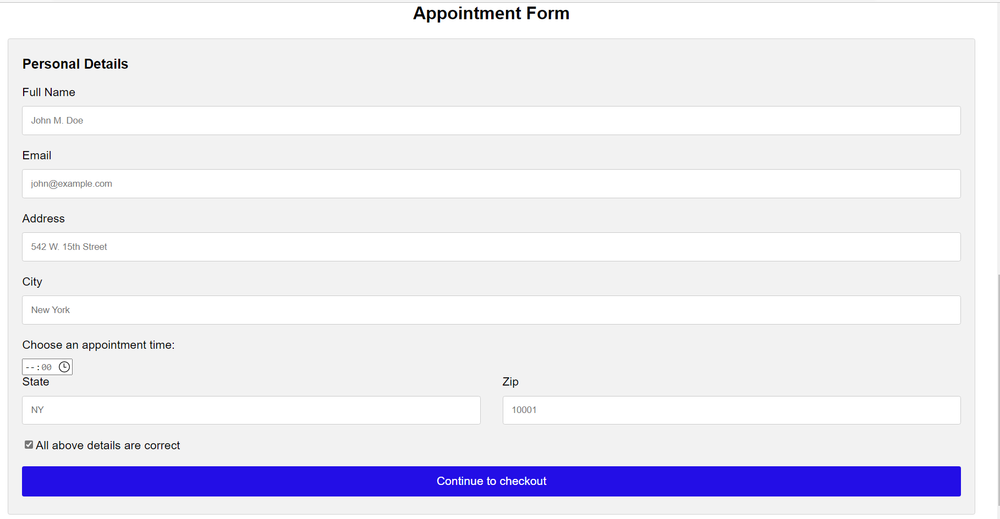 Appointment Form
Personal Details
Full Name
John M. Doe
Email
john@example.com
Address
542 W. 15th Street
City
New York
Choose an appointment time:
--:00
State
Zip
NY
10001
All above details are correct
Continue to checkout